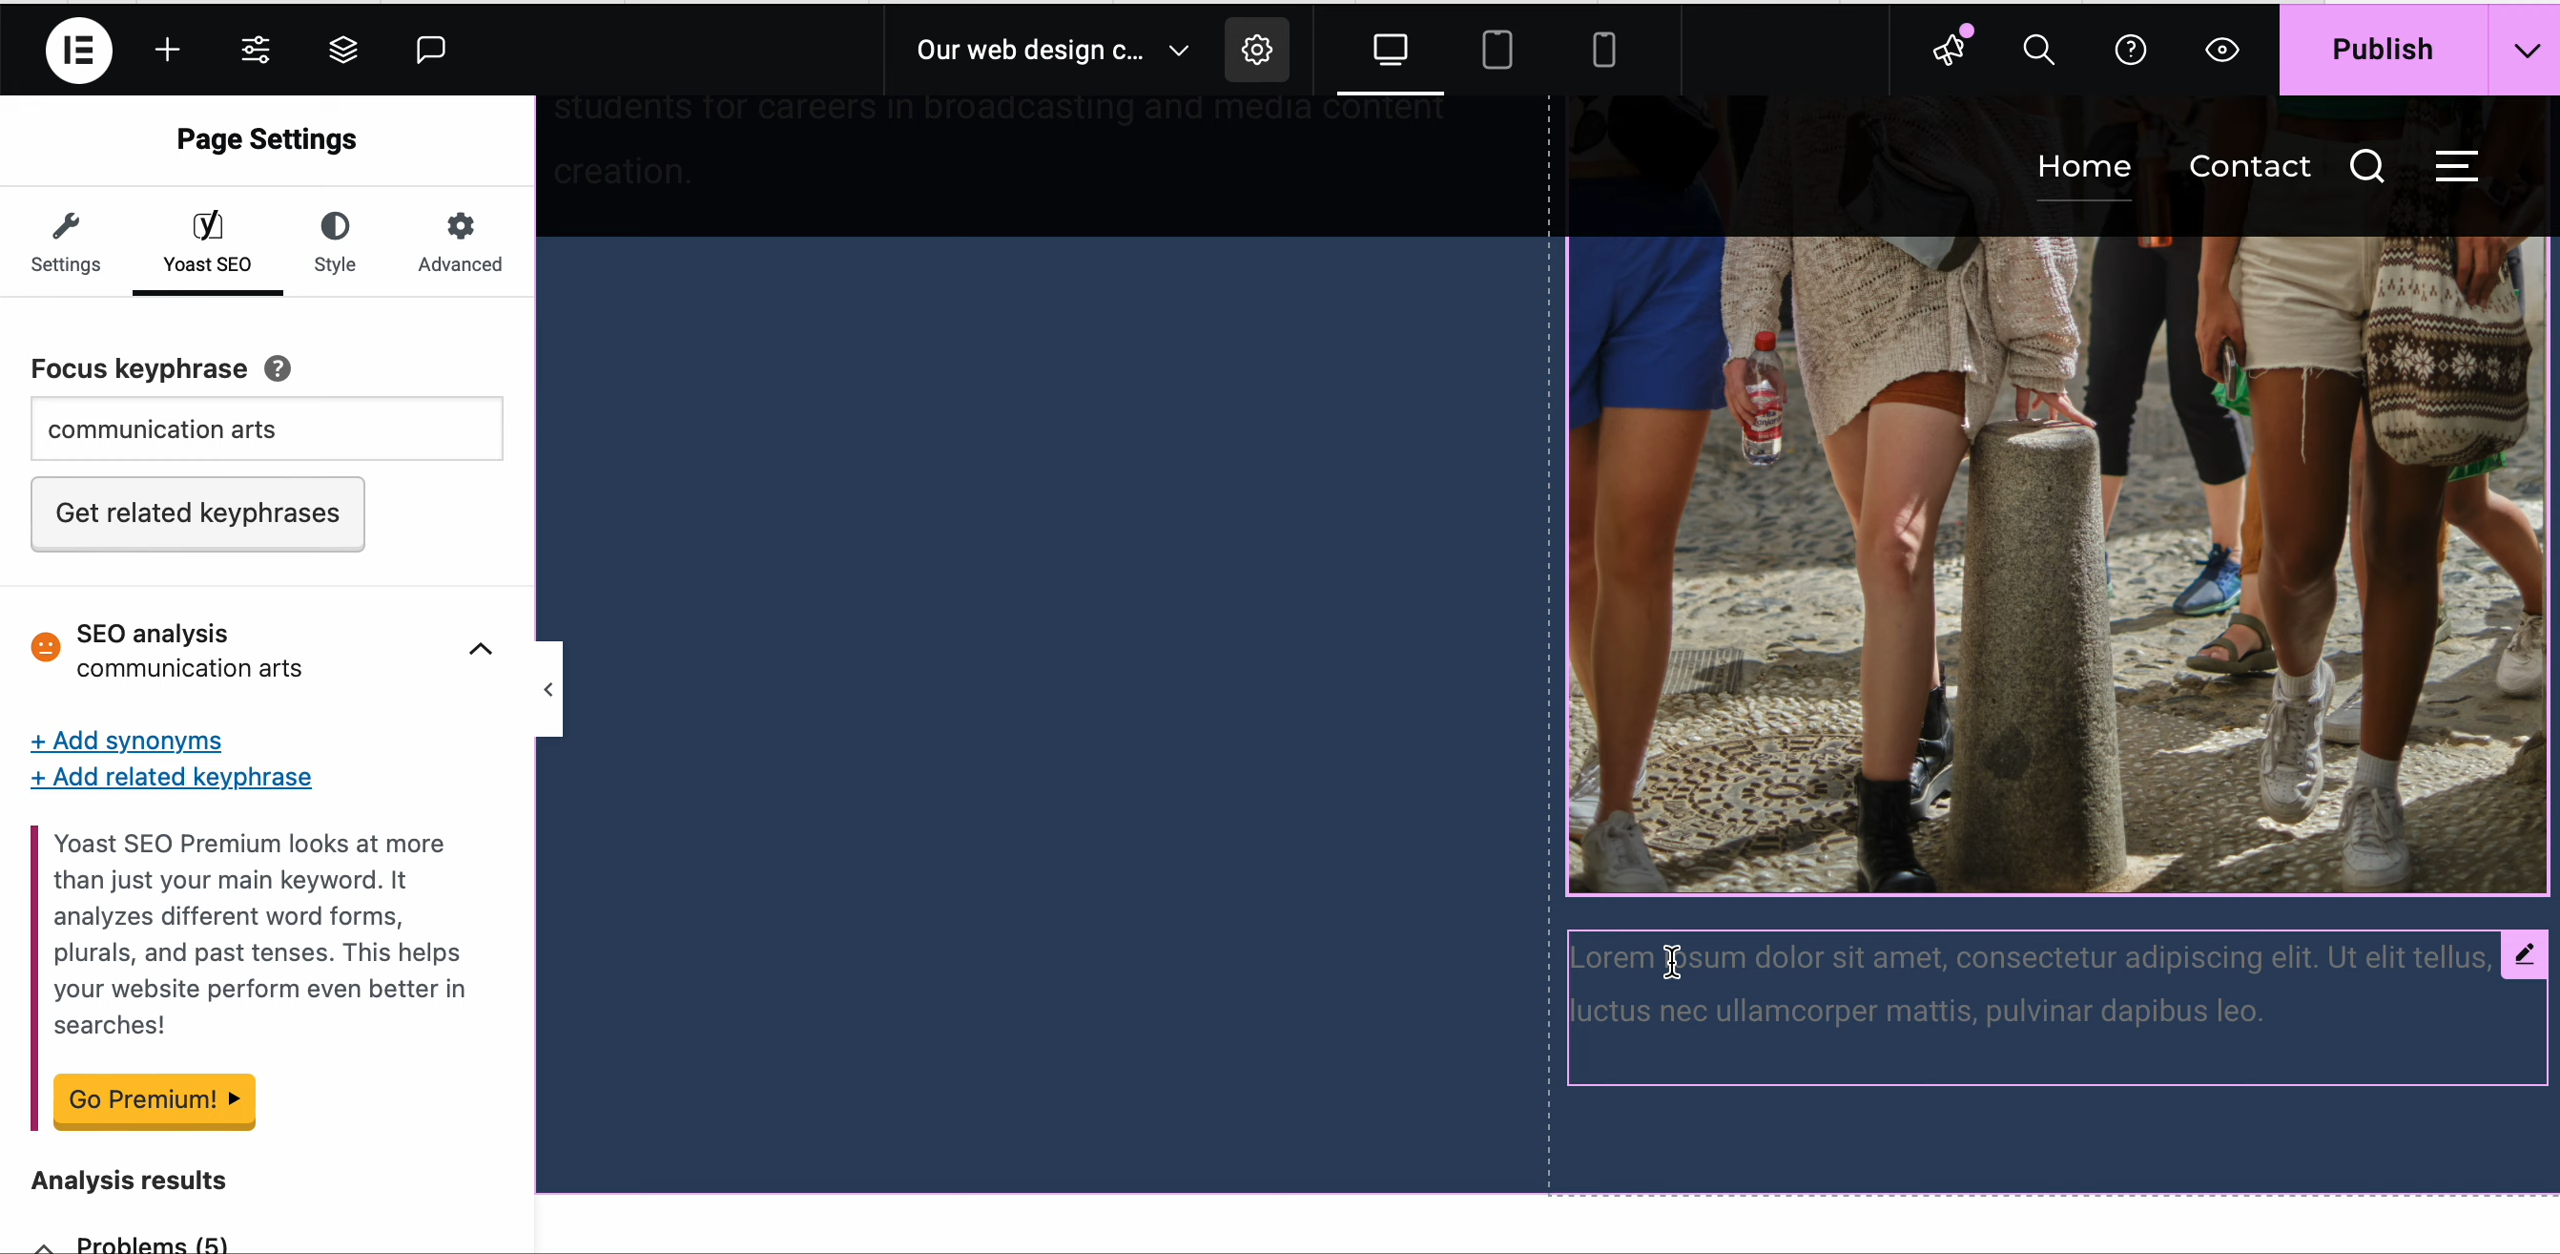 Our web design c...
Publish
Page Settings
Settings
Yoast SEO
Style
Advanced
Focus keyphrase
communication arts
Get related keyphrases
SEO analysis
communication arts
+ Add synonyms
+ Add related keyphrase
Yoast SEO Premium looks at more
than just your main keyword. It
analyzes different word forms,
plurals, and past tenses. This helps
your website perform even better in
searches!
Go Premium!
Analysis results
Problems (5)
students for careers in broadcasting and media content
creation.
Home
Contact
Lorem ipsum dolor sit amet, consectetur adipiscing elit. Ut elit tellus,
luctus nec ullamcorper mattis, pulvinar dapibus leo.